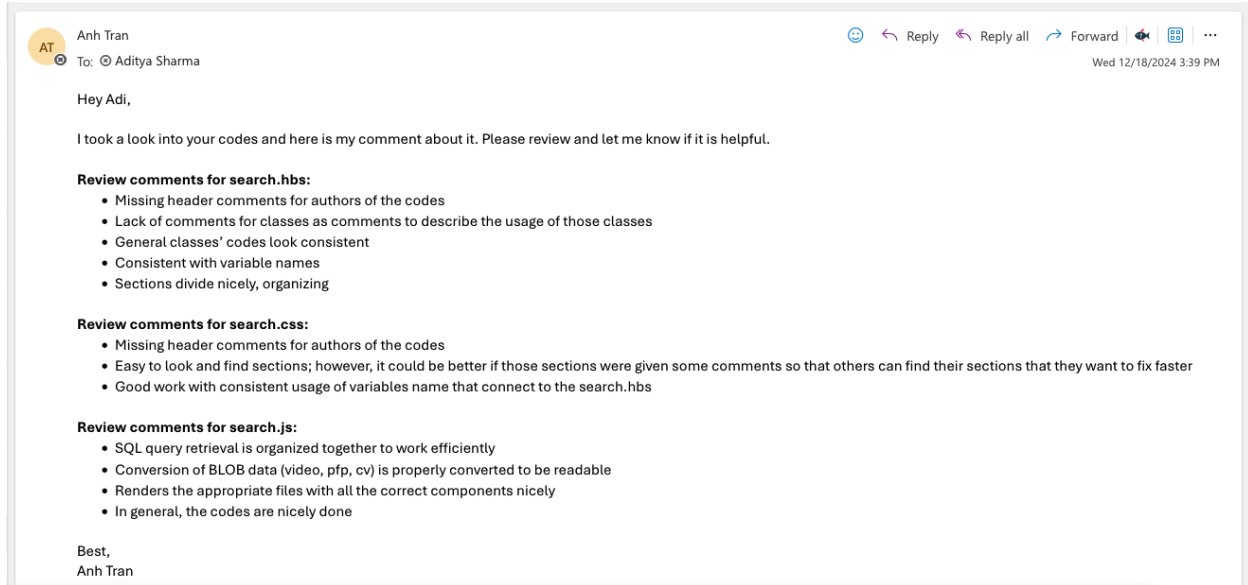 Anh Tran
Reply
Reply all
Forward
AT
To: Aditya Sharma
Wed 12/18/2024 3:39 PM
Hey Adi,
I took a look into your codes and here is my comment about it. Please review and let me know if it is helpful.
Review comments for search.hbs:
• Missing header comments for authors of the codes
• Lack of comments for classes as comments to describe the usage of those classes
• General classes' codes look consistent
• Consistent with variable names
• Sections divide nicely, organizing
Review comments for search.css:
• Missing header comments for authors of the codes
• Easy to look and find sections; however, it could be better if those sections were given some comments so that others can find their sections that they want to fix faster
• Good work with consistent usage of variables name that connect to the search.hbs
Review comments for search.js:
• SQL query retrieval is organized together to work efficiently
• Conversion of BLOB data (video, pfp, cv) is properly converted to be readable
• Renders the appropriate files with all the correct components nicely
• In general, the codes are nicely done
Best,
Anh Tran